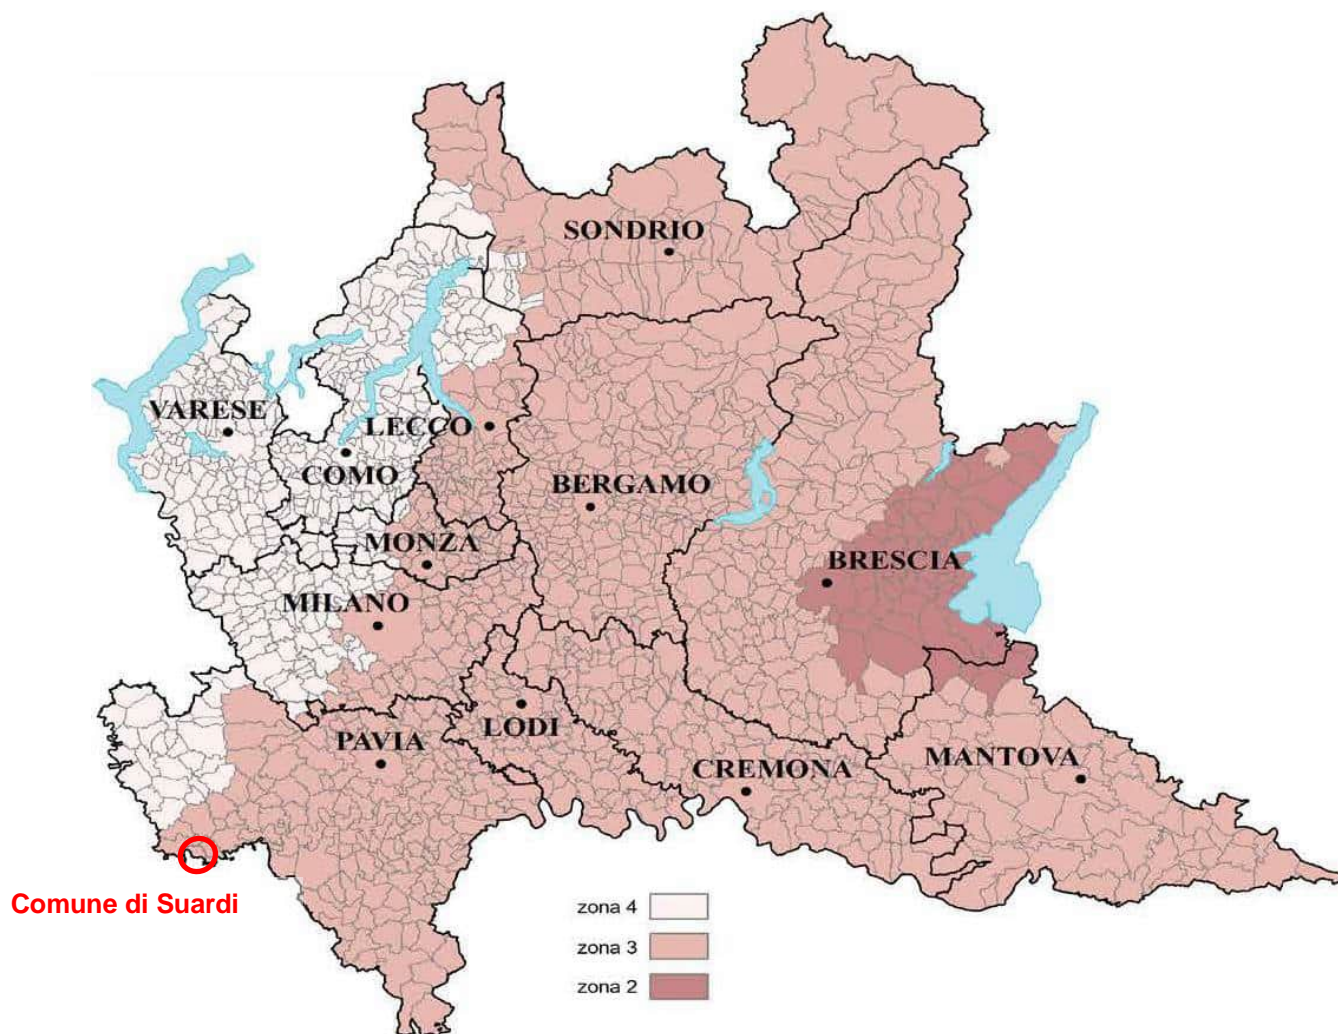 SONDRIO
VARESE
LECCO
COMO
BERGAMO
MONZA
BRESCIA
MILANO
LODI
PAVIA
MANTOVA
CREMONA
Comune di Suardi
zona 4
zona 3
zona 2